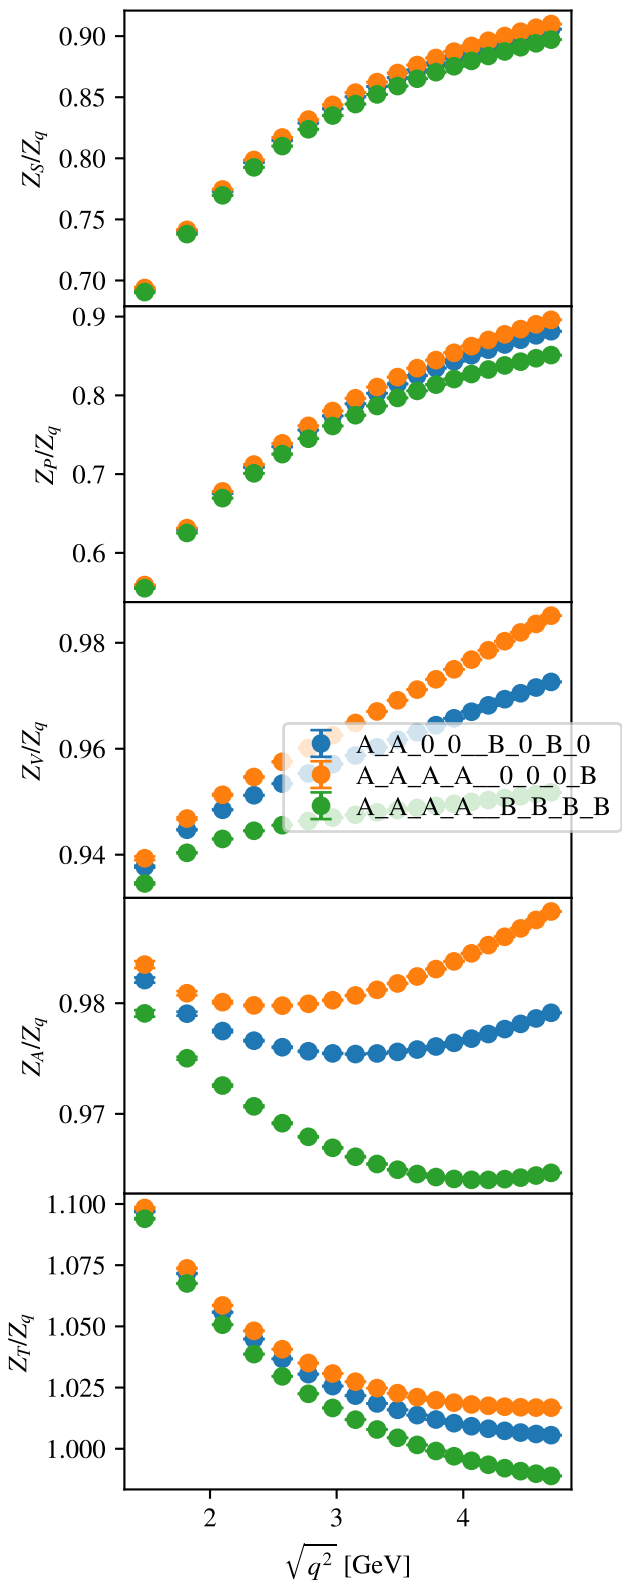 0.90
0.85
0.80
0.75
0.70
Z_S/Z_q
0.9
0.8
0.7
0.6
Z_P/Z_q
0.98
0.96
0.94
Z_V/Z_q
A_A_0_0__B_0_B_0
A_A_A_A__0_0_0_B
A_A_A_A__B_B_B_B
0.98
0.97
Z_A/Z_q
1.100
1.075
1.050
1.025
1.000
Z_T/Z_q
2 3 4
√q² [GeV]